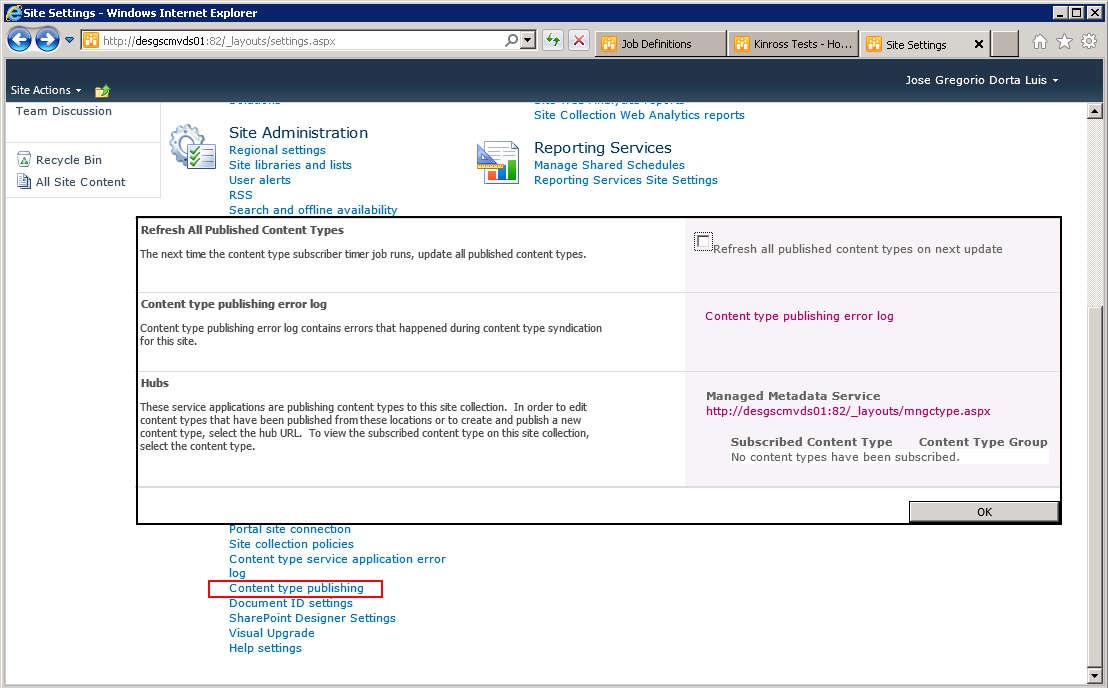 Site Settings - Windows Internet Explorer
http://desgscmvds01:82/_layouts/settings.aspx
Job Definitions
Kinross Tests - Ho...
Site Settings
Site Actions
Jose Gregorio Dorta Luis
Team Discussion
Recycle Bin
All Site Content
Solutions
Site Administration
Regional settings
Site libraries and lists
User alerts
RSS
Search and offline availability
Site Web Analytics reports
Site Collection Web Analytics reports
Reporting Services
Manage Shared Schedules
Reporting Services Site Settings
Refresh All Published Content Types
The next time the content type subscriber timer job runs, update all published content types.
Refresh all published content types on next update
Content type publishing error log
Content type publishing error log contains errors that happened during content type syndication
for this site.
Content type publishing error log
Hubs
These service applications are publishing content types to this site collection. In order to edit
content types that have been published from these locations or to create and publish a new
content type, select the hub URL. To view the subscribed content type on this site collection,
select the content type.
Managed Metadata Service
http://desgscmvds01:82/_layouts/mngctype.aspx
Subscribed Content Type Content Type Group
No content types have been subscribed.
OK
Portal site connection
Site collection policies
Content type service application error
log
Content type publishing
Document ID settings
SharePoint Designer Settings
Visual Upgrade
Help settings